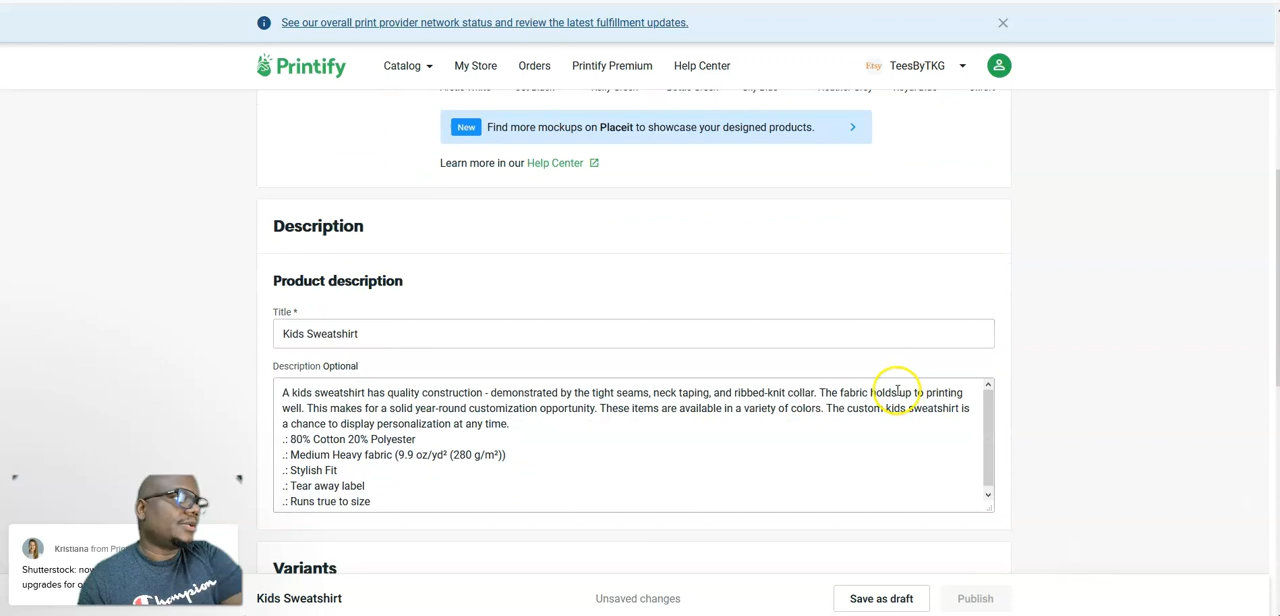 See our overall print provider network status and review the latest fulfillment updates.
Printify
Catalog
My Store
Orders
Printify Premium
Help Center
Etsy
TeesByTKG
New
Find more mockups on Placeit to showcase your designed products.
Learn more in our Help Center
Description
Product description
Title *
Kids Sweatshirt
Description Optional
A kids sweatshirt has quality construction - demonstrated by the tight seams, neck taping, and ribbed-knit collar. The fabric holds up to printing
well. This makes for a solid year-round customization opportunity. These items are available in a variety of colors. The custom kids sweatshirt is
a chance to display personalization at any time.
.: 80% Cotton 20% Polyester
.: Medium Heavy fabric (9.9 oz/yd² (280 g/m²))
.: Stylish Fit
.: Tear away label
.: Runs true to size
Kristiana from
Shutterstock:
upgrades for
Champion
Variants
Kids Sweatshirt
Unsaved changes
Save as draft
Publish